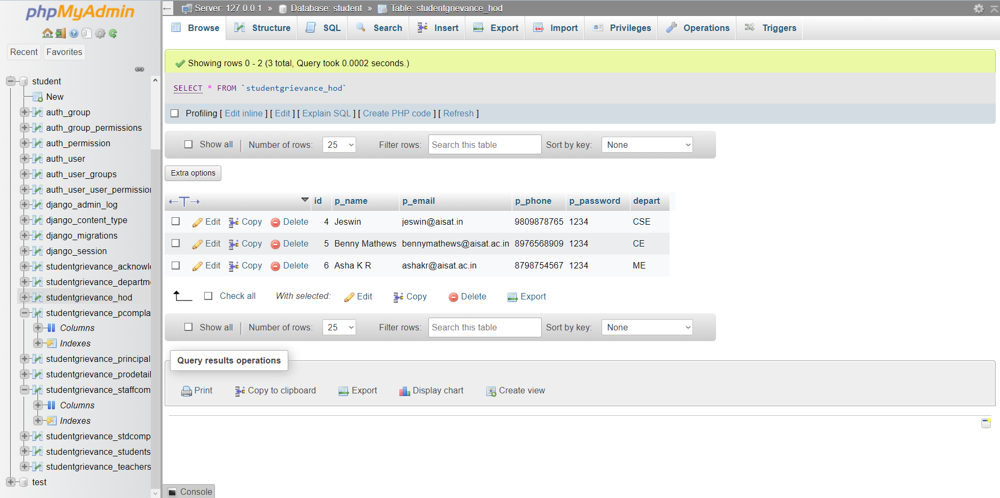 phpMyAdmin
Recent Favorites
student
New
auth_group
auth_group_permissions
auth_permission
auth_user
auth_user_groups
auth_user_user_permission
django_admin_log
django_content_type
django_migrations
django_session
studentgrievance_acknowle
studentgrievance_departme
studentgrievance_hod
studentgrievance_pcompla
Columns
Indexes
studentgrievance_principal
studentgrievance_prodetail
studentgrievance_staffcom
Columns
Indexes
studentgrievance_stdcomp
studentgrievance_students
studentgrievance_teachers
test
Server: 127.0.0.1 » Database: student » Table: studentgrievance_hod
Browse Structure SQL Search Insert Export Import Privileges Operations Triggers
Showing rows 0 - 2 (3 total, Query took 0.0002 seconds.)
SELECT * FROM `studentgrievance_hod`
Profiling [ Edit inline ] [ Edit ] [ Explain SQL ] [ Create PHP code ] [ Refresh ]
Show all | Number of rows: 25 Filter rows: Search this table Sort by key: None
Extra options
←T→ id p_name p_email p_phone p_password depart
Edit Copy Delete 4 Jeswin jeswin@aisat.in 9809878765 1234 CSE
Edit Copy Delete 5 Benny Mathews bennymathews@aisat.ac.in 8976568909 1234 CE
Edit Copy Delete 6 Asha K R ashakr@aisat.ac.in 8798754567 1234 ME
Check all With selected: Edit Copy Delete Export
Show all | Number of rows: 25 Filter rows: Search this table Sort by key: None
Query results operations
Print Copy to clipboard Export Display chart Create view
Console